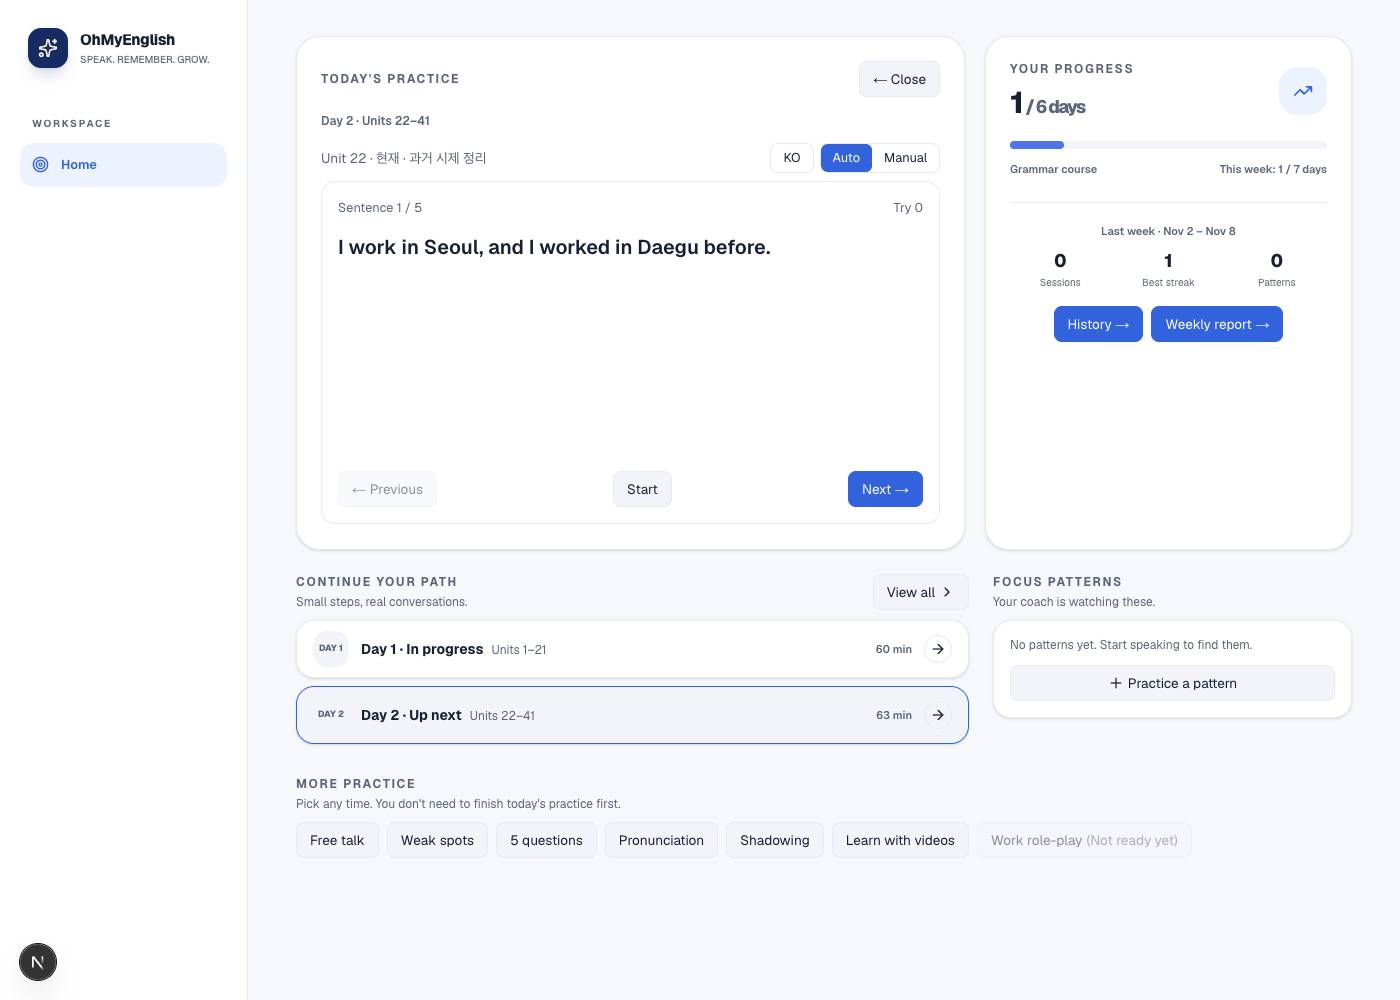 OhMyEnglish
SPEAK. REMEMBER. GROW.
WORKSPACE
Home
TODAY'S PRACTICE
← Close
Day 2 · Units 22–41
Unit 22 · 현재 · 과거 시제 정리
KO
Auto
Manual
Sentence 1 / 5
Try 0
I work in Seoul, and I worked in Daegu before.
← Previous
Start
Next →
YOUR PROGRESS
1 / 6 days
Grammar course
This week: 1 / 7 days
Last week · Nov 2 – Nov 8
0
1
0
Sessions
Best streak
Patterns
History →
Weekly report →
CONTINUE YOUR PATH
Small steps, real conversations.
View all >
DAY 1
Day 1 · In progress Units 1–21
60 min →
DAY 2
Day 2 · Up next Units 22–41
63 min →
FOCUS PATTERNS
Your coach is watching these.
No patterns yet. Start speaking to find them.
+ Practice a pattern
MORE PRACTICE
Pick any time. You don't need to finish today's practice first.
Free talk
Weak spots
5 questions
Pronunciation
Shadowing
Learn with videos
Work role-play (Not ready yet)
N